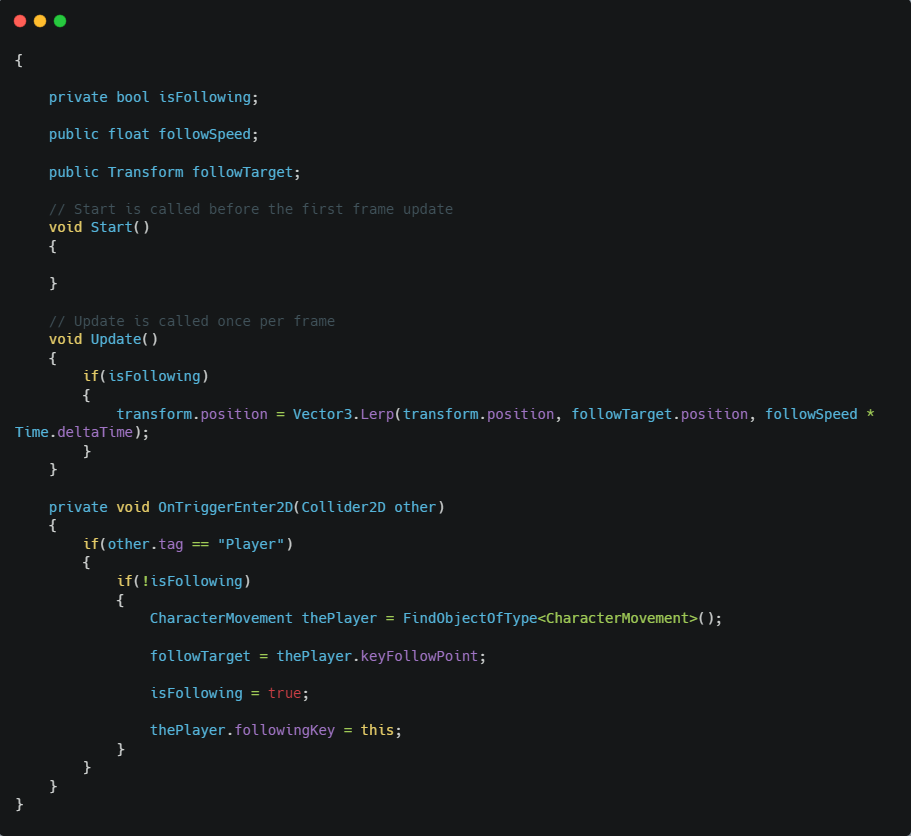 {
private bool isFollowing;
public float followSpeed;
public Transform followTarget;
// Start is called before the first frame update
void Start()
{
}
// Update is called once per frame
void Update()
{
if(isFollowing)
{
transform.position = Vector3.Lerp(transform.position, followTarget.position, followSpeed *
Time.deltaTime);
}
}
private void OnTriggerEnter2D(Collider2D other)
{
if(other.tag == "Player")
{
if(!isFollowing)
{
CharacterMovement thePlayer = FindObjectOfType<CharacterMovement>();
followTarget = thePlayer.keyFollowPoint;
isFollowing = true;
thePlayer.followingKey = this;
}
}
}
}